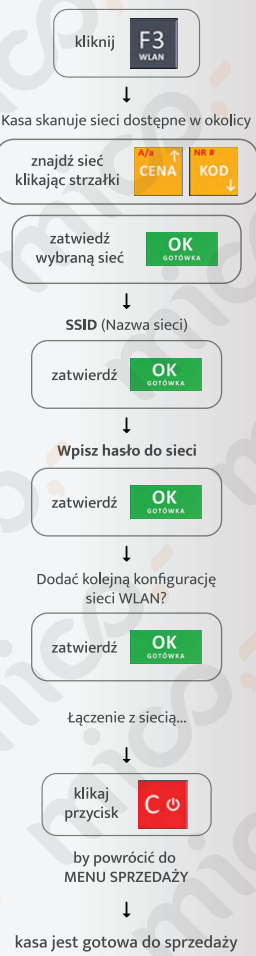 kliknij
F3
WLAN
Kasa skanuje sieci dostępne w okolicy
znajdź sieć
klikając strzałki
A/a
CENA
NR #
KOD
zatwiedź
wybraną sieć
OK
GOTÓWKA
SSID (Nazwa sieci)
zatwierdź
OK
GOTÓWKA
Wpisz hasło do sieci
zatwierdź
OK
GOTÓWKA
Dodać kolejną konfigurację
sieci WLAN?
zatwierdź
OK
GOTÓWKA
Łączenie z siecią...
klikaj
przycisk
C
by powrócić do
MENU SPRZEDAŻY
kasa jest gotowa do sprzedaży